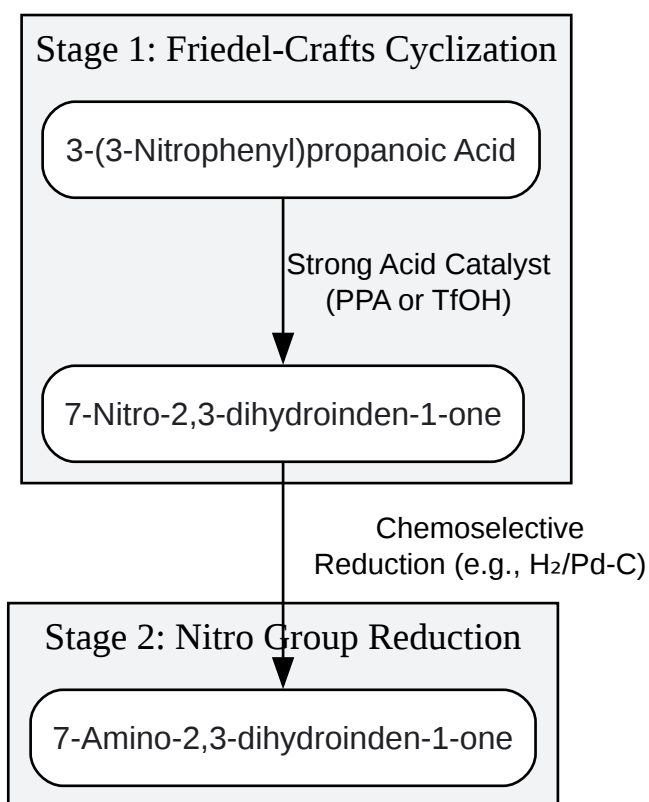 Stage 1: Friedel-Crafts Cyclization
3-(3-Nitrophenyl)propanoic Acid
Strong Acid Catalyst
(PPA or TfOH)
7-Nitro-2,3-dihydroinden-1-one
Chemoselective
Reduction (e.g., H₂/Pd-C)
Stage 2: Nitro Group Reduction
7-Amino-2,3-dihydroinden-1-one